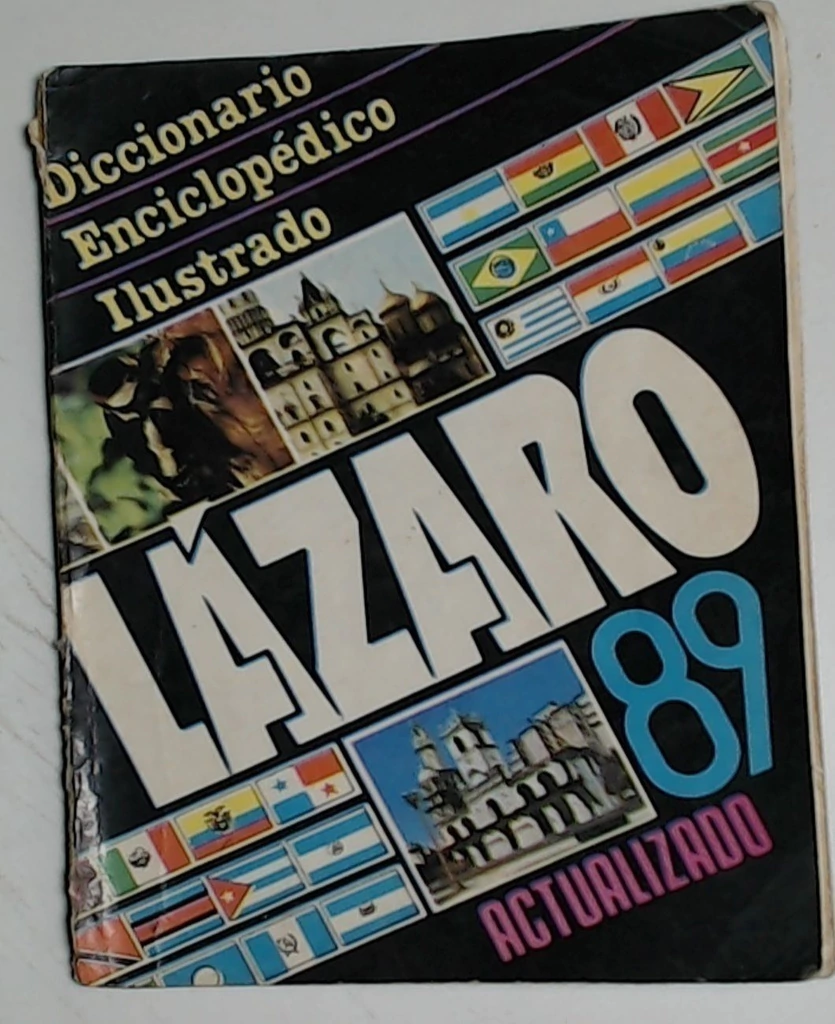 Diccionario
Enciclopédico
Ilustrado
LÁZARO
89
ACTUALIZADO